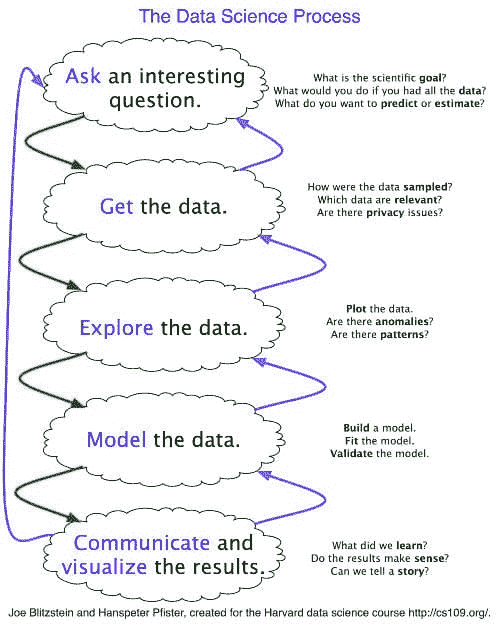 The Data Science Process
Ask an interesting
question.
What is the scientific goal?
What would you do if you had all the data?
What do you want to predict or estimate?
Get the data.
How were the data sampled?
Which data are relevant?
Are there privacy issues?
Explore the data.
Plot the data.
Are there anomalies?
Are there patterns?
Model the data.
Build a model.
Fit the model.
Validate the model.
Communicate and
visualize the results.
What did we learn?
Do the results make sense?
Can we tell a story?
Joe Blitzstein and Hanspeter Pfister, created for the Harvard data science course http://cs109.org/.